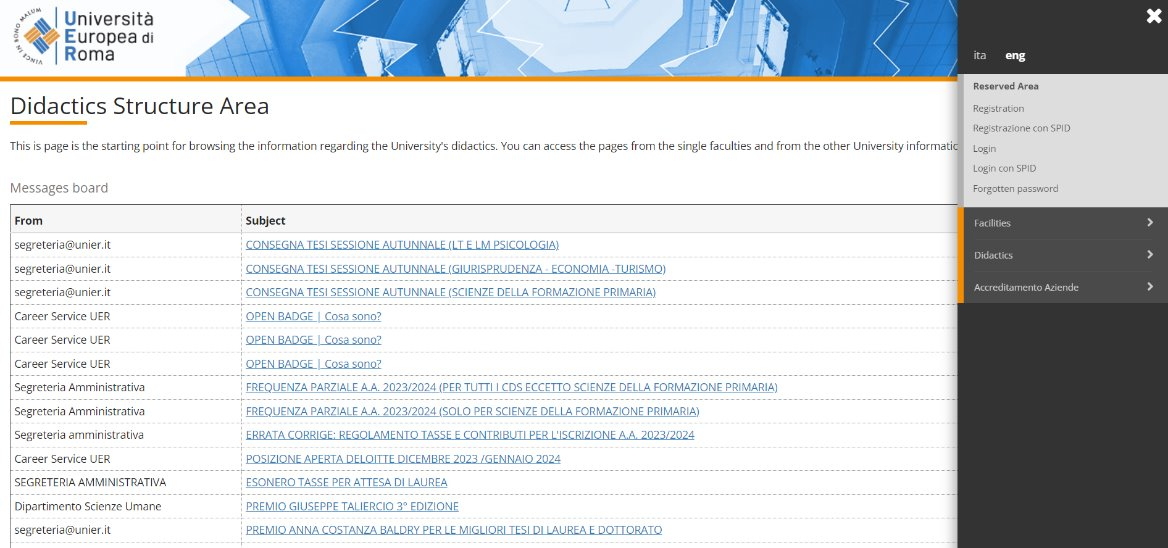 VINCE IN BONO MALUM
Università
Europea di
Roma
ita eng
Reserved Area
Registration
Registrazione con SPID
Login
Login con SPID
Forgotten password
Facilities
Didactics
Accreditamento Aziende
Didactics Structure Area
This is page is the starting point for browsing the information regarding the University's didactics. You can access the pages from the single faculties and from the other University
Messages board
From Subject
segreteria@unier.it CONSEGNA TESI SESSIONE AUTUNNALE (LT E LM PSICOLOGIA)
segreteria@unier.it CONSEGNA TESI SESSIONE AUTUNNALE (GIURISPRUDENZA - ECONOMIA -TURISMO)
segreteria@unier.it CONSEGNA TESI SESSIONE AUTUNNALE (SCIENZE DELLA FORMAZIONE PRIMARIA)
Career Service UER OPEN BADGE | Cosa sono?
Career Service UER OPEN BADGE | Cosa sono?
Career Service UER OPEN BADGE | Cosa sono?
Segreteria Amministrativa FREQUENZA PARZIALE A.A. 2023/2024 (PER TUTTI I CDS ECCETTO SCIENZE DELLA FORMAZIONE PRIMARIA)
Segreteria Amministrativa FREQUENZA PARZIALE A.A. 2023/2024 (SOLO PER SCIENZE DELLA FORMAZIONE PRIMARIA)
Segreteria amministrativa ERRATA CORRIGE: REGOLAMENTO TASSE E CONTRIBUTI PER L'ISCRIZIONE A.A. 2023/2024
Career Service UER POSIZIONE APERTA DELOITTE DICEMBRE 2023 /GENNAIO 2024
SEGRETERIA AMMINISTRATIVA ESONERO TASSE PER ATTESA DI LAUREA
Dipartimento Scienze Umane PREMIO GIUSEPPE TALIERCIO 3° EDIZIONE
segreteria@unier.it PREMIO ANNA COSTANZA BALDRY PER LE MIGLIORI TESI DI LAUREA E DOTTORATO